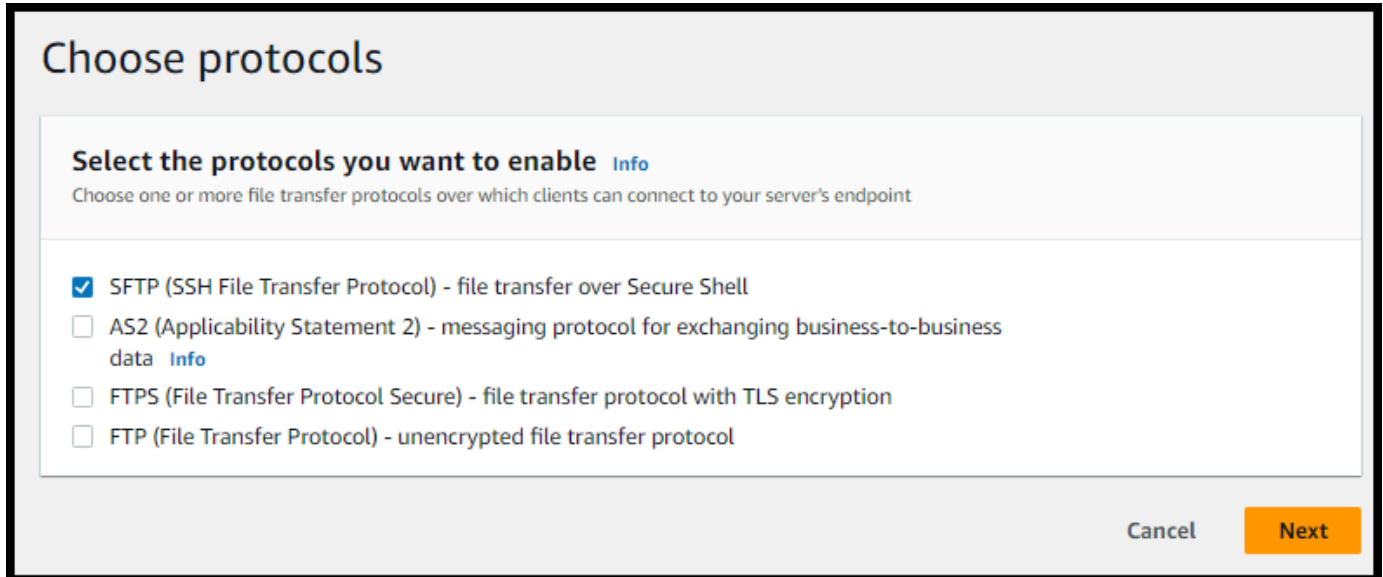 Choose protocols
Select the protocols you want to enable Info
Choose one or more file transfer protocols over which clients can connect to your server's endpoint
SFTP (SSH File Transfer Protocol) - file transfer over Secure Shell
AS2 (Applicability Statement 2) - messaging protocol for exchanging business-to-business
data Info
FTPS (File Transfer Protocol Secure) - file transfer protocol with TLS encryption
FTP (File Transfer Protocol) - unencrypted file transfer protocol
Cancel Next